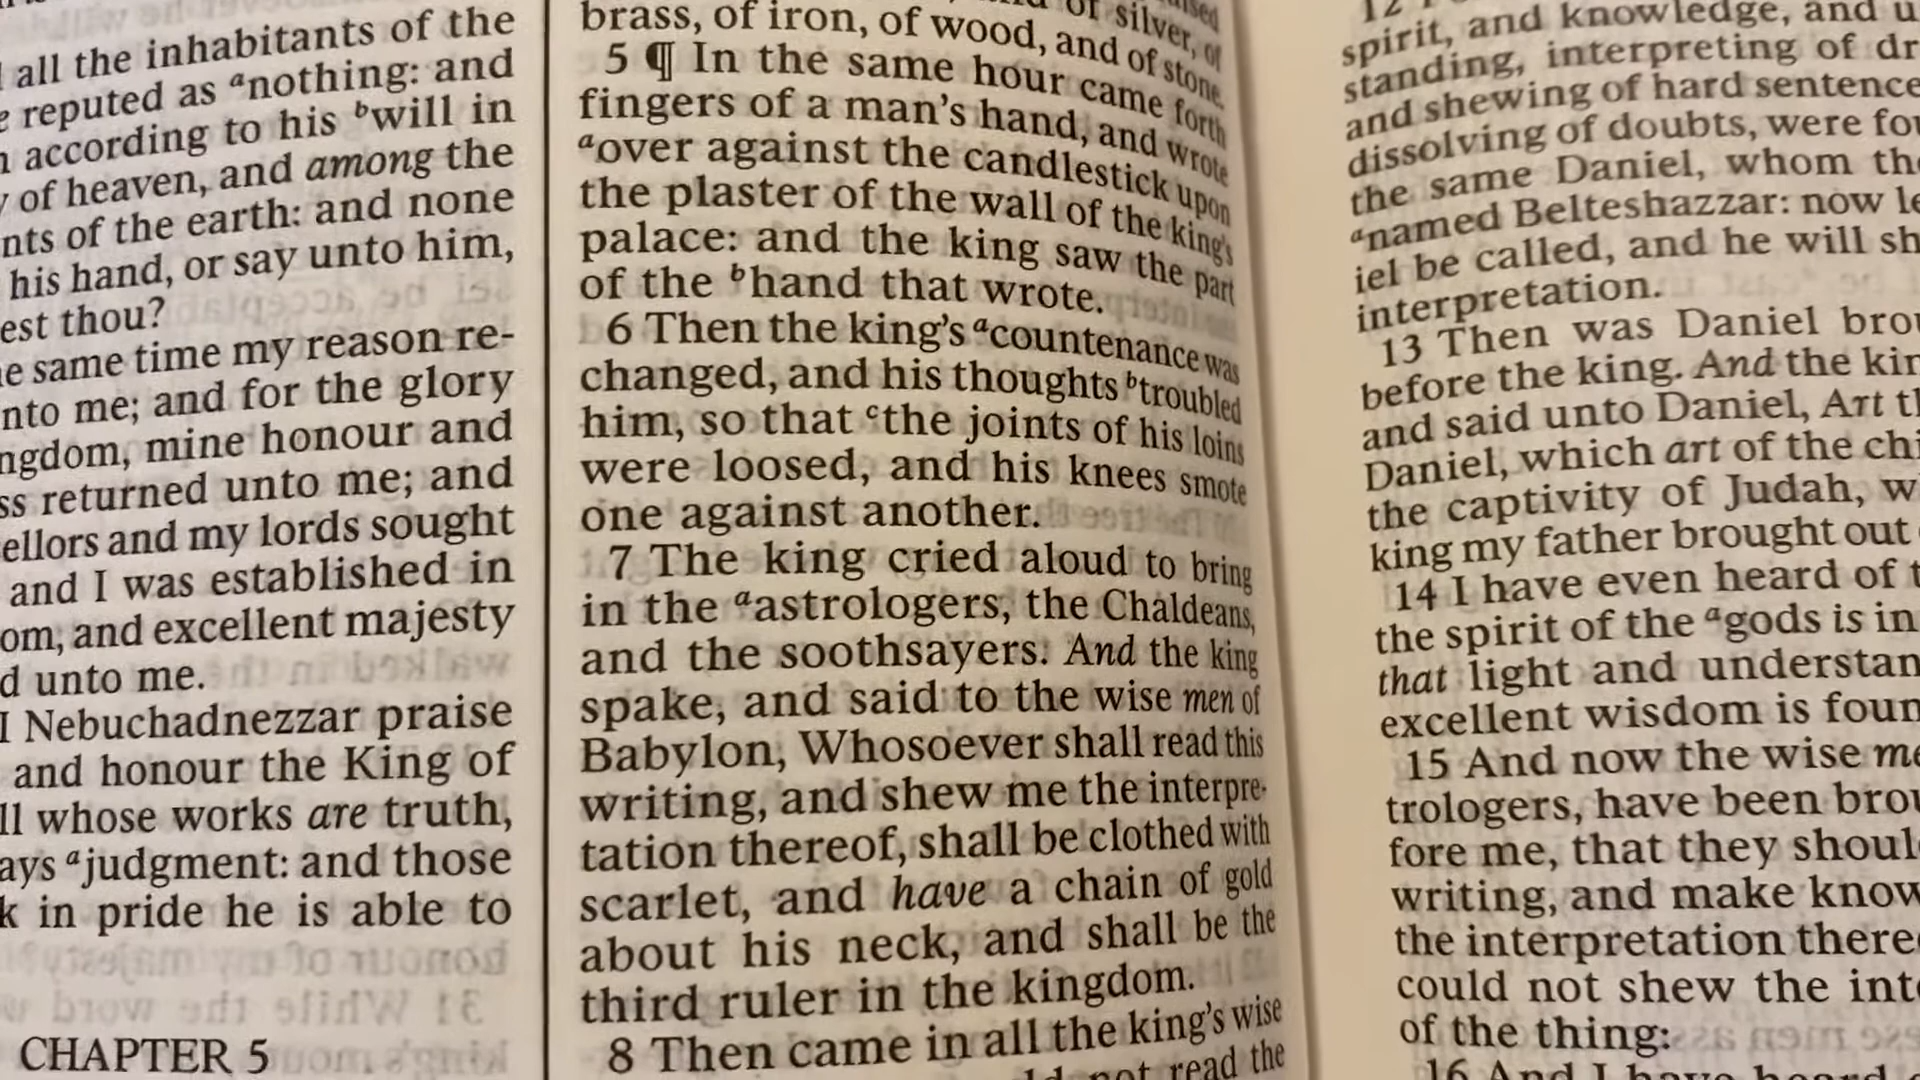 all the inhabitants of the
reputed as ᵃnothing: and
according to his ᵇwill in
of heaven, and among the
nts of the earth: and none
his hand, or say unto him,
est thou?
same time my reason re-
nto me; and for the glory
ngdom, mine honour and
ss returned unto me; and
ellors and my lords sought
and I was established in
om, and excellent majesty
d unto me.
I Nebuchadnezzar praise
and honour the King of
ll whose works are truth,
ays ᵃjudgment: and those
k in pride he is able to
CHAPTER 5
of silver, of
brass, of iron, of wood, and of stone.
5 ¶ In the same hour came forth
fingers of a man's hand, and wrote
ᵃover against the candlestick upon
the plaster of the wall of the king's
palace: and the king saw the part
of the ᵇhand that wrote.
6 Then the king's ᵃcountenance was
changed, and his thoughts ᵇtroubled
him, so that ᶜthe joints of his loins
were loosed, and his knees smote
one against another.
7 The king cried aloud to bring
in the ᵃastrologers, the Chaldeans,
and the soothsayers. And the king
spake, and said to the wise men of
Babylon, Whosoever shall read this
writing, and shew me the interpre-
tation thereof, shall be clothed with
scarlet, and have a chain of gold
about his neck, and shall be the
third ruler in the kingdom.
8 Then came in all the king's wise
not read the
12
spirit, and knowledge, and u
standing, interpreting of dr
and shewing of hard sentence
dissolving of doubts, were fou
the same Daniel, whom the
ᵃnamed Belteshazzar: now le
iel be called, and he will sh
interpretation.
13 Then was Daniel brou
before the king. And the kin
and said unto Daniel, Art th
Daniel, which art of the chi
the captivity of Judah, w
king my father brought out
14 I have even heard of t
the spirit of the ᵃgods is in
that light and understan
excellent wisdom is foun
15 And now the wise me
trologers, have been brou
fore me, that they shoul
writing, and make know
the interpretation there
could not shew the int
of the thing:
16 And I have heard